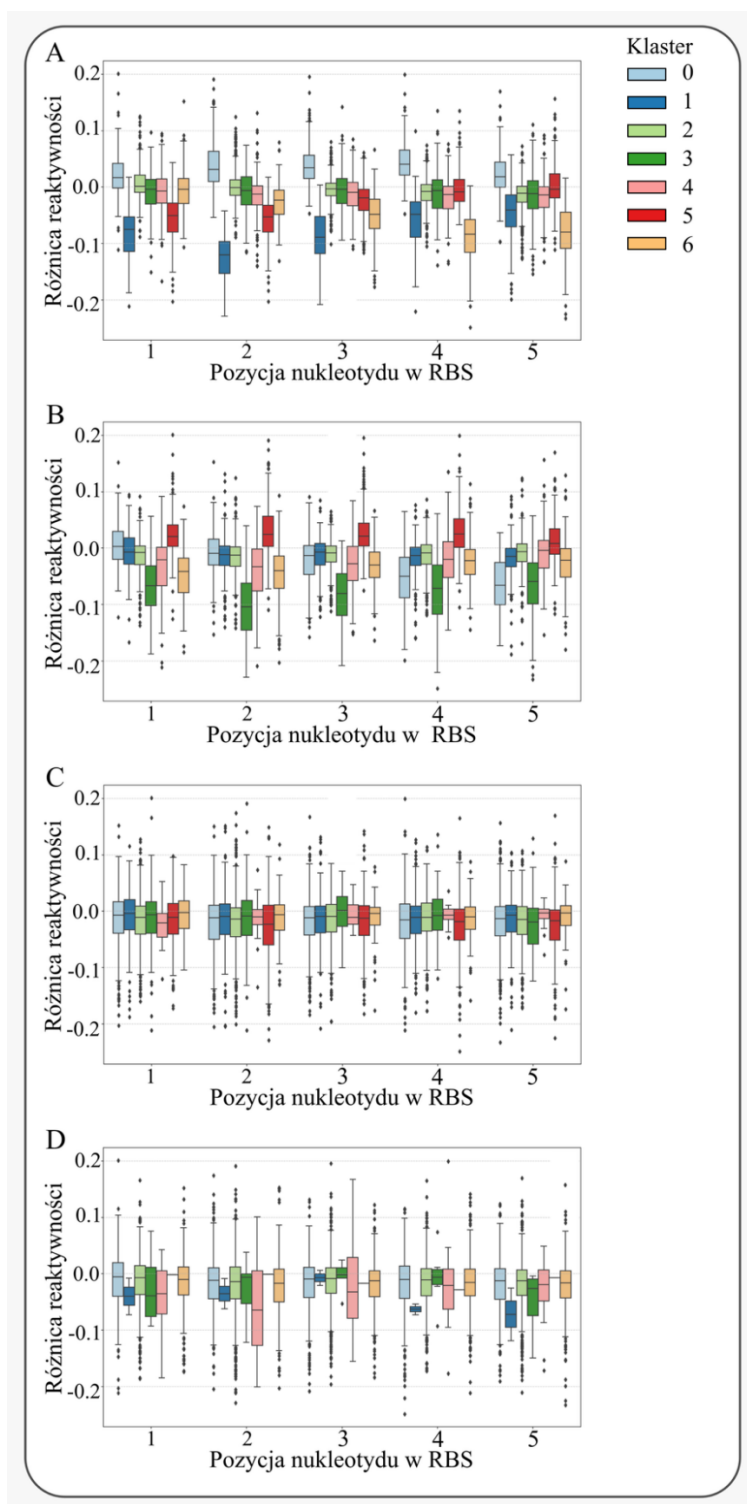 A
Klaster
0
1
2
3
4
5
6
Różnica reaktywności
0.2
0.1
0.0
-0.1
-0.2
1 2 3 4 5
Pozycja nukleotydu w RBS
B
Różnica reaktywności
0.2
0.1
0.0
-0.1
-0.2
1 2 3 4 5
Pozycja nukleotydu w RBS
C
Różnica reaktywności
0.2
0.1
0.0
-0.1
-0.2
1 2 3 4 5
Pozycja nukleotydu w RBS
D
Różnica reaktywności
0.2
0.1
0.0
-0.1
-0.2
1 2 3 4 5
Pozycja nukleotydu w RBS